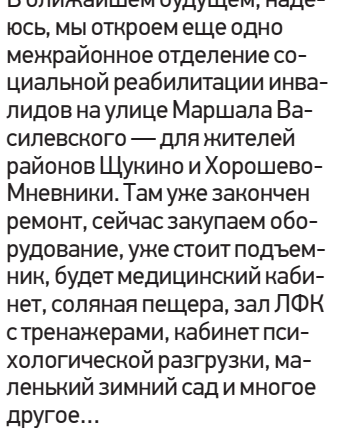 В ближайшем будущем, наде-
юсь, мы откроем еще одно
межрайонное отделение со-
циальной реабилитации инва-
лидов на улице Маршала Ва-
силевского — для жителей
районов Щукино и Хорошево-
Мневники. Там уже закончен
ремонт, сейчас закупаем обо-
рудование, уже стоит подъем-
ник, будет медицинский каби-
нет, соляная пещера, зал ЛФК
с тренажерами, кабинет пси-
хологической разгрузки, ма-
ленький зимний сад и многое
другое...